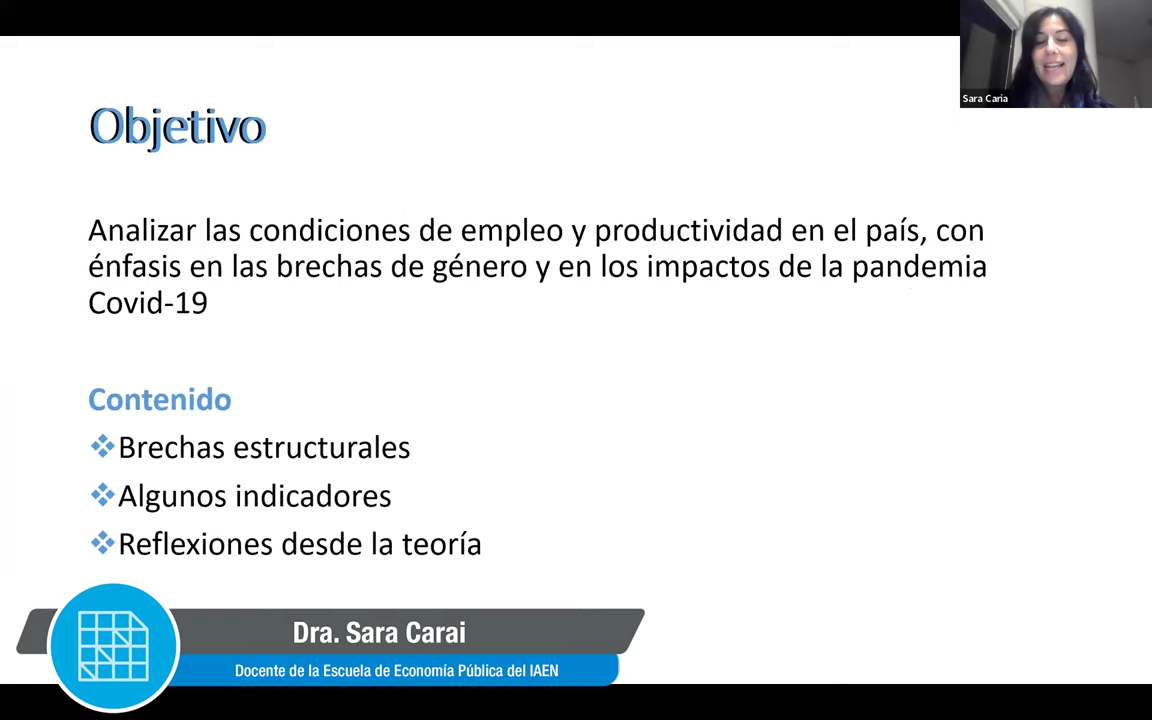 Sara Caria
Objetivo
Analizar las condiciones de empleo y productividad en el país, con
énfasis en las brechas de género y en los impactos de la pandemia
Covid-19
Contenido
Brechas estructurales
Algunos indicadores
Reflexiones desde la teoría
Dra. Sara Carai
Docente de la Escuela de Economía Pública del IAEN